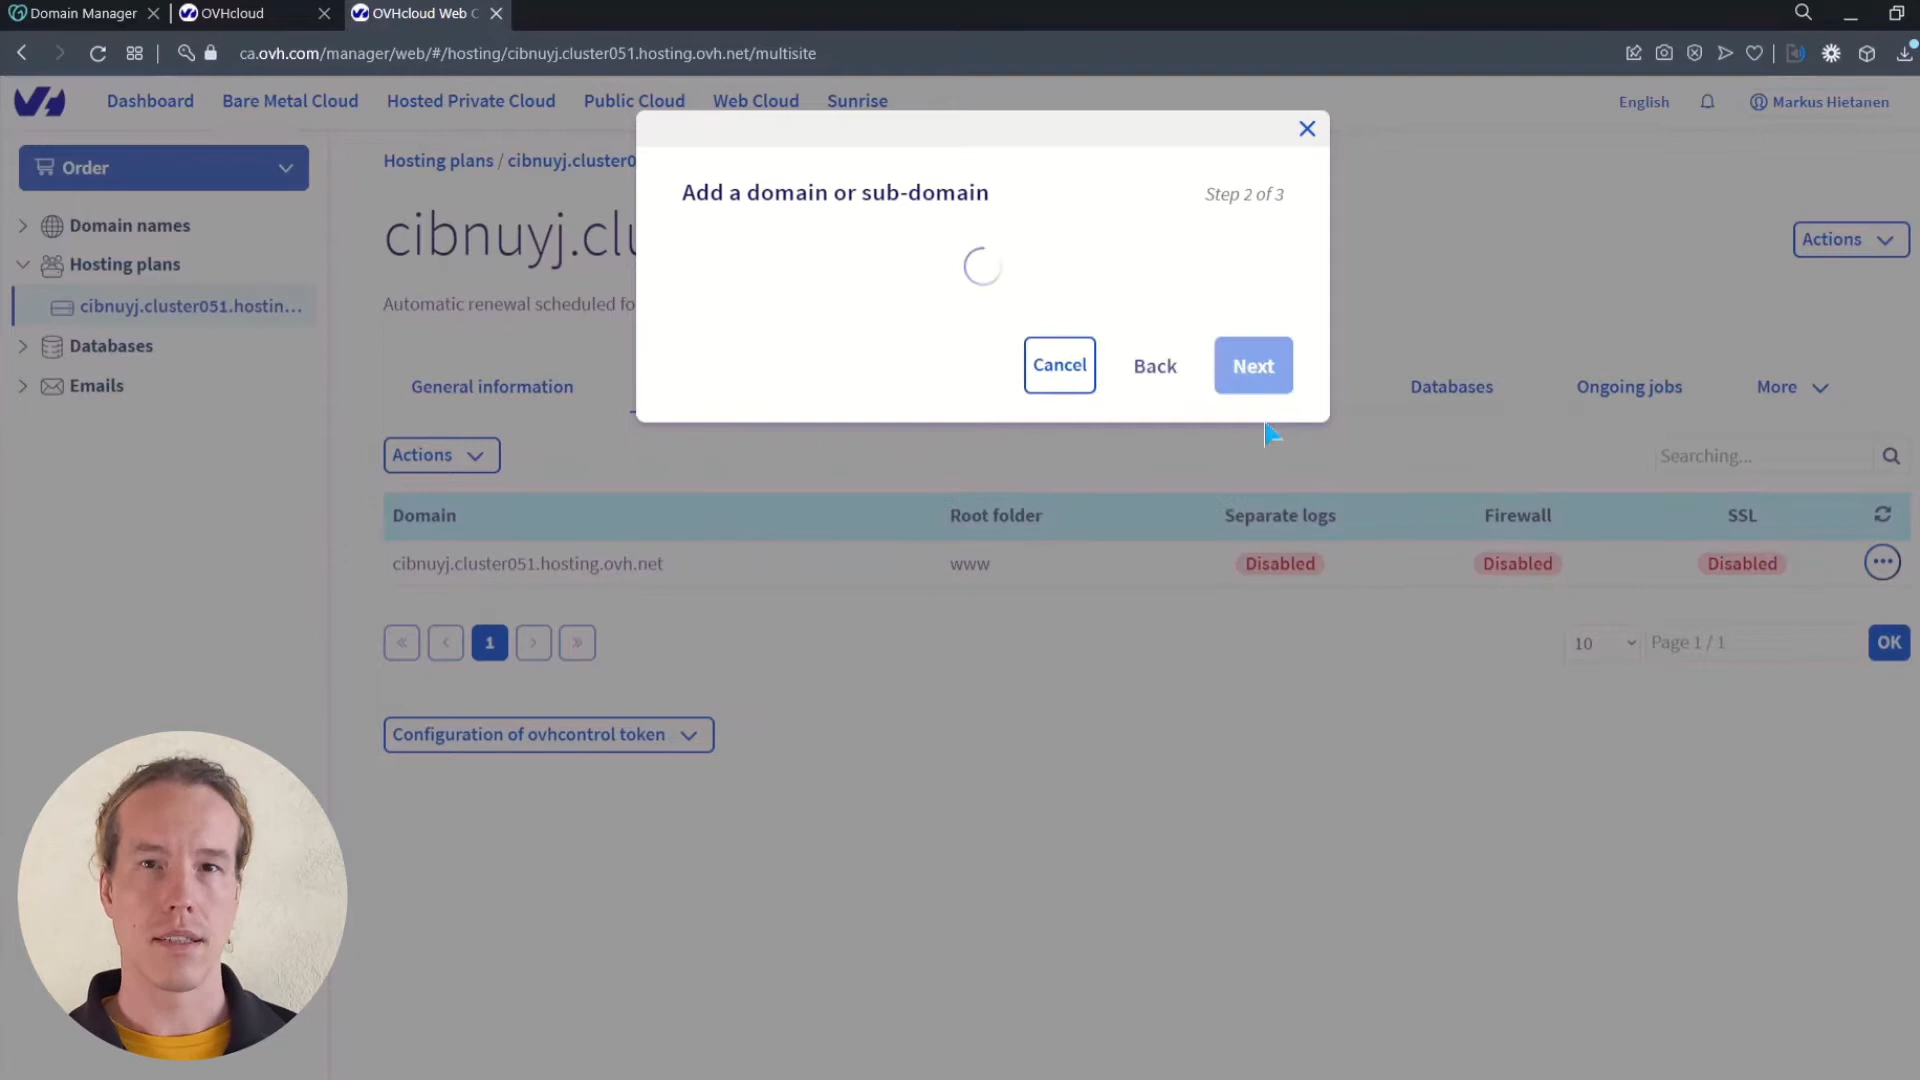 Domain Manager
OVHcloud
OVHcloud Web C
ca.ovh.com/manager/web/#/hosting/cibnuyj.cluster051.hosting.ovh.net/multisite
Dashboard
Bare Metal Cloud
Hosted Private Cloud
Public Cloud
Web Cloud
Sunrise
English
Markus Hietanen
Order
Domain names
Hosting plans
cibnuyj.cluster051.hostin...
Databases
Emails
Hosting plans / cibnuyj.cluster0
cibnuyj.clu
Actions
Automatic renewal scheduled fo
Add a domain or sub-domain
Step 2 of 3
Cancel
Back
Next
General information
Databases
Ongoing jobs
More
Actions
Searching...
Domain
Root folder
Separate logs
Firewall
SSL
cibnuyj.cluster051.hosting.ovh.net
www
Disabled
Disabled
Disabled
« ‹ 1 › »
10
Page 1 / 1
OK
Configuration of ovhcontrol token